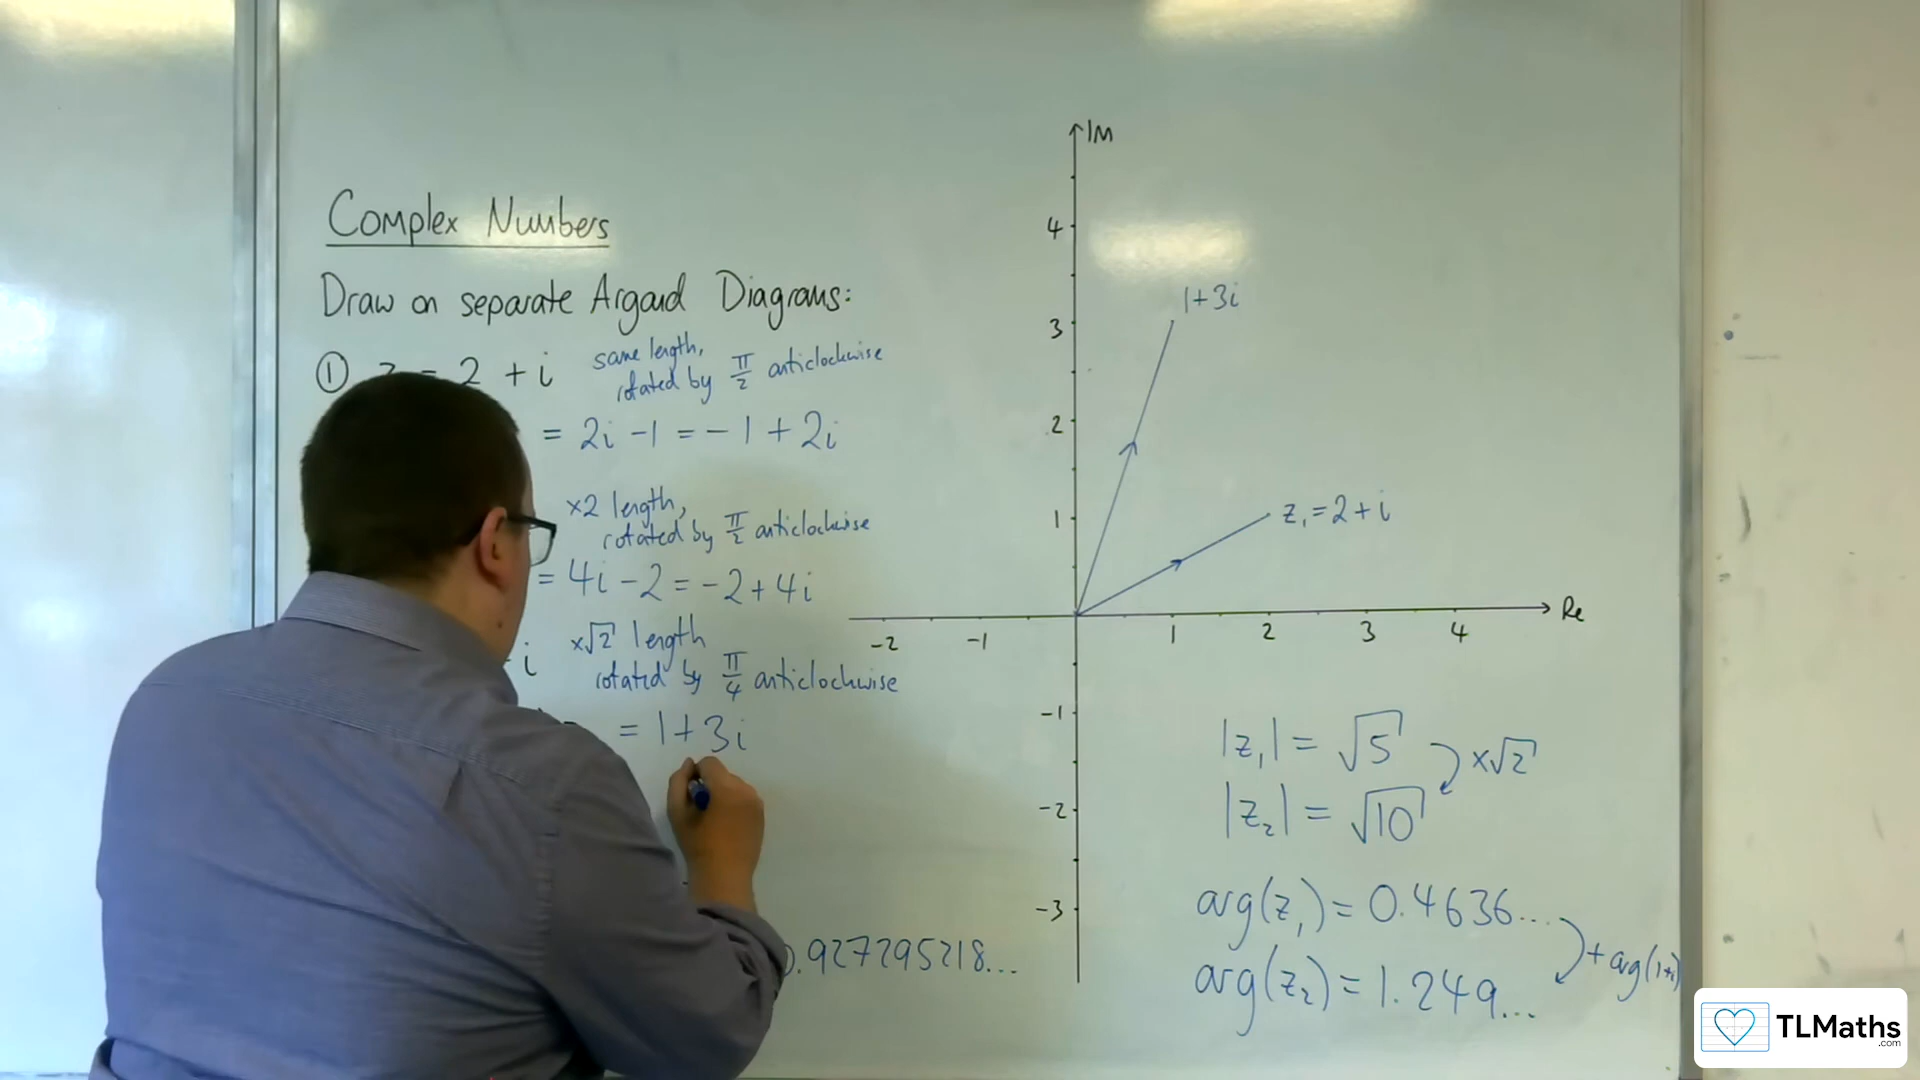 Complex Numbers
Draw on separate Argand Diagrams:
① z = 2 + i
same length,
rotated by π/2 anticlockwise
= 2i - 1 = -1 + 2i
×2 length,
rotated by π/2 anticlockwise
= 4i - 2 = -2 + 4i
i
×√2 length
rotated by π/4 anticlockwise
= 1 + 3i
0.927295218...
Im
4
3
2
1
-1
-2
-3
-2 -1 1 2 3 4 Re
1+3i
z₁ = 2 + i
|z₁| = √5
×√2
|z₂| = √10
arg(z₁) = 0.4636...
+ arg(1+i)
arg(z₂) = 1.249...
TLMaths
.com